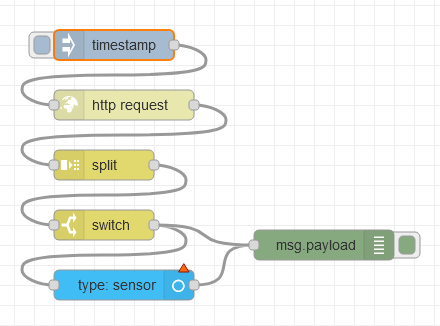 timestamp
http request
split
switch
msg.payload
type: sensor